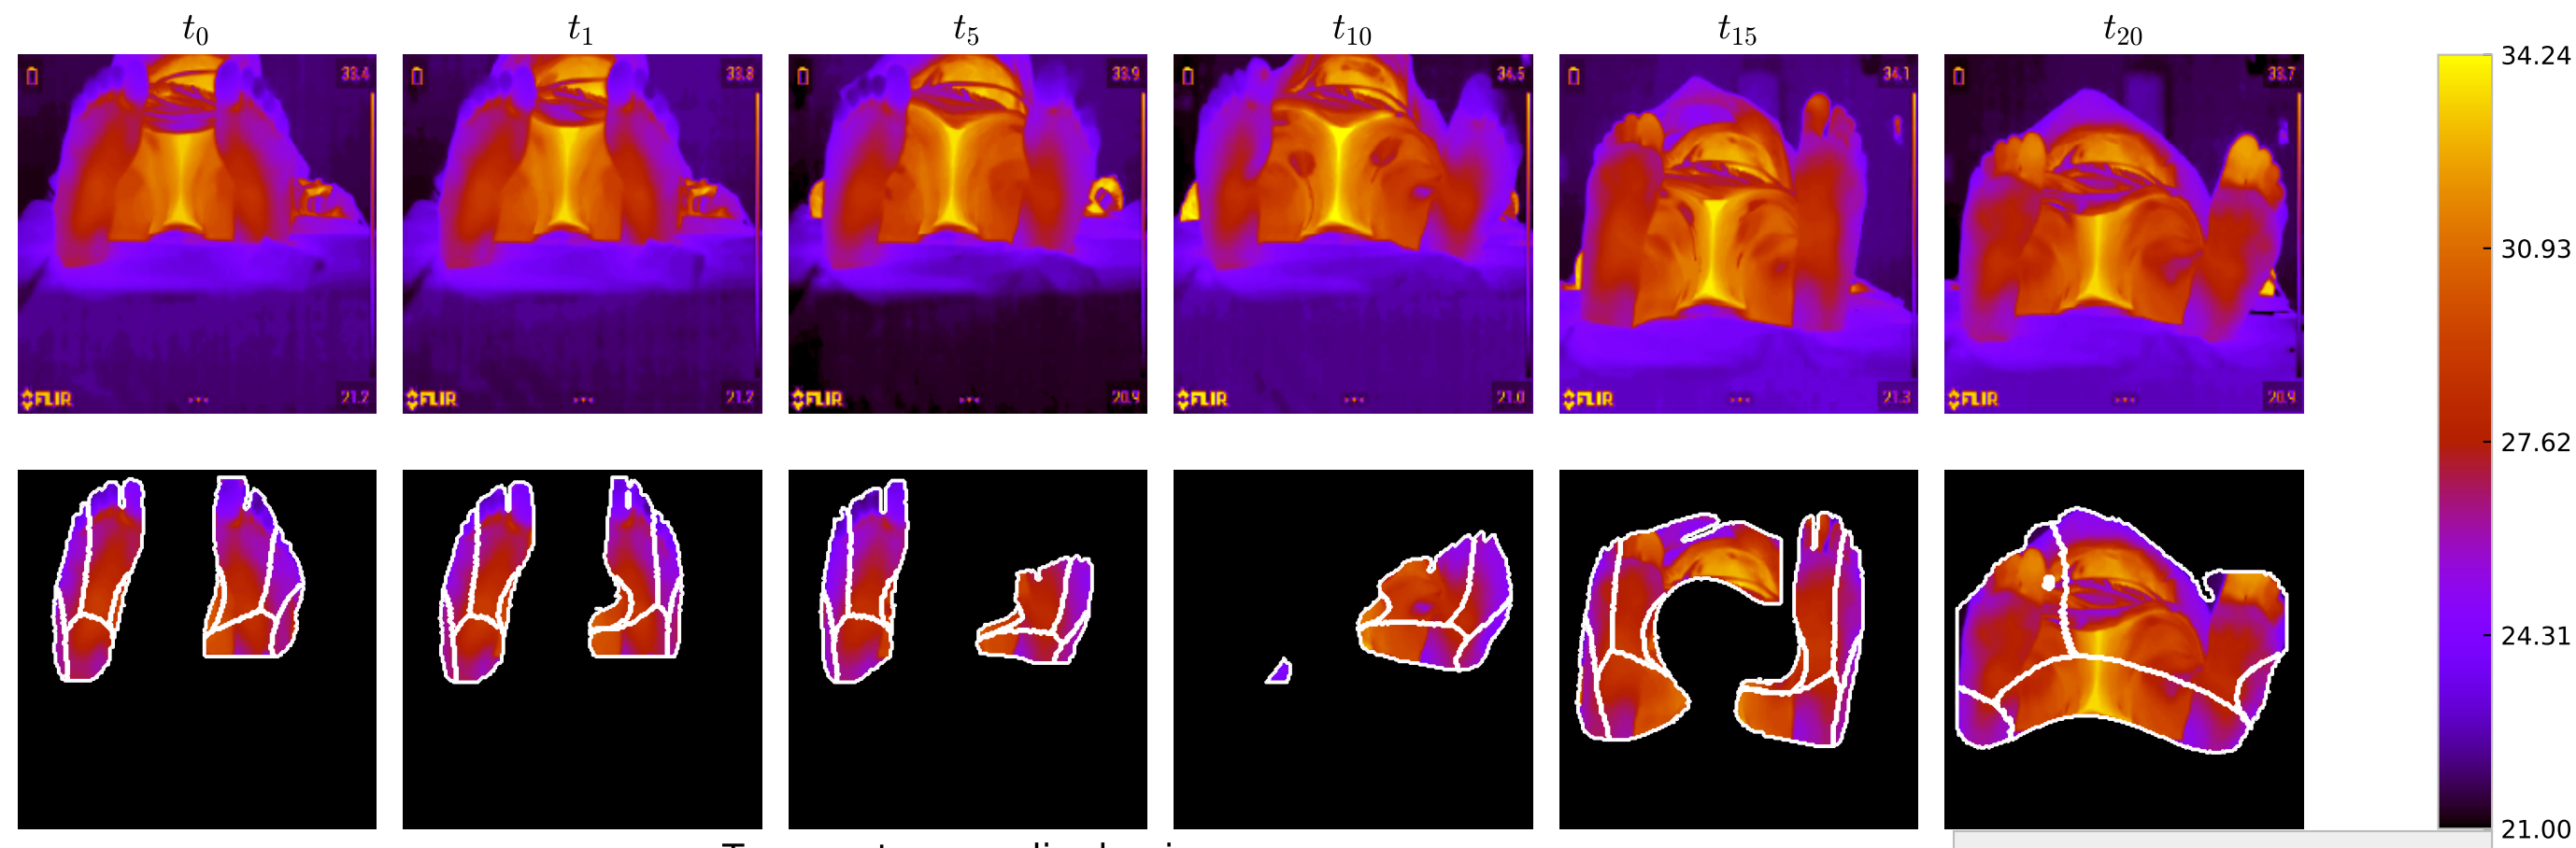 t0 t1 t5 t10 t15 t20
33.4 33.8 33.9 34.5 34.1 33.7
FLIR 21.2 FLIR 21.2 FLIR 20.9 FLIR 21.0 FLIR 21.3 FLIR 20.9
34.24
30.93
27.62
24.31
21.00